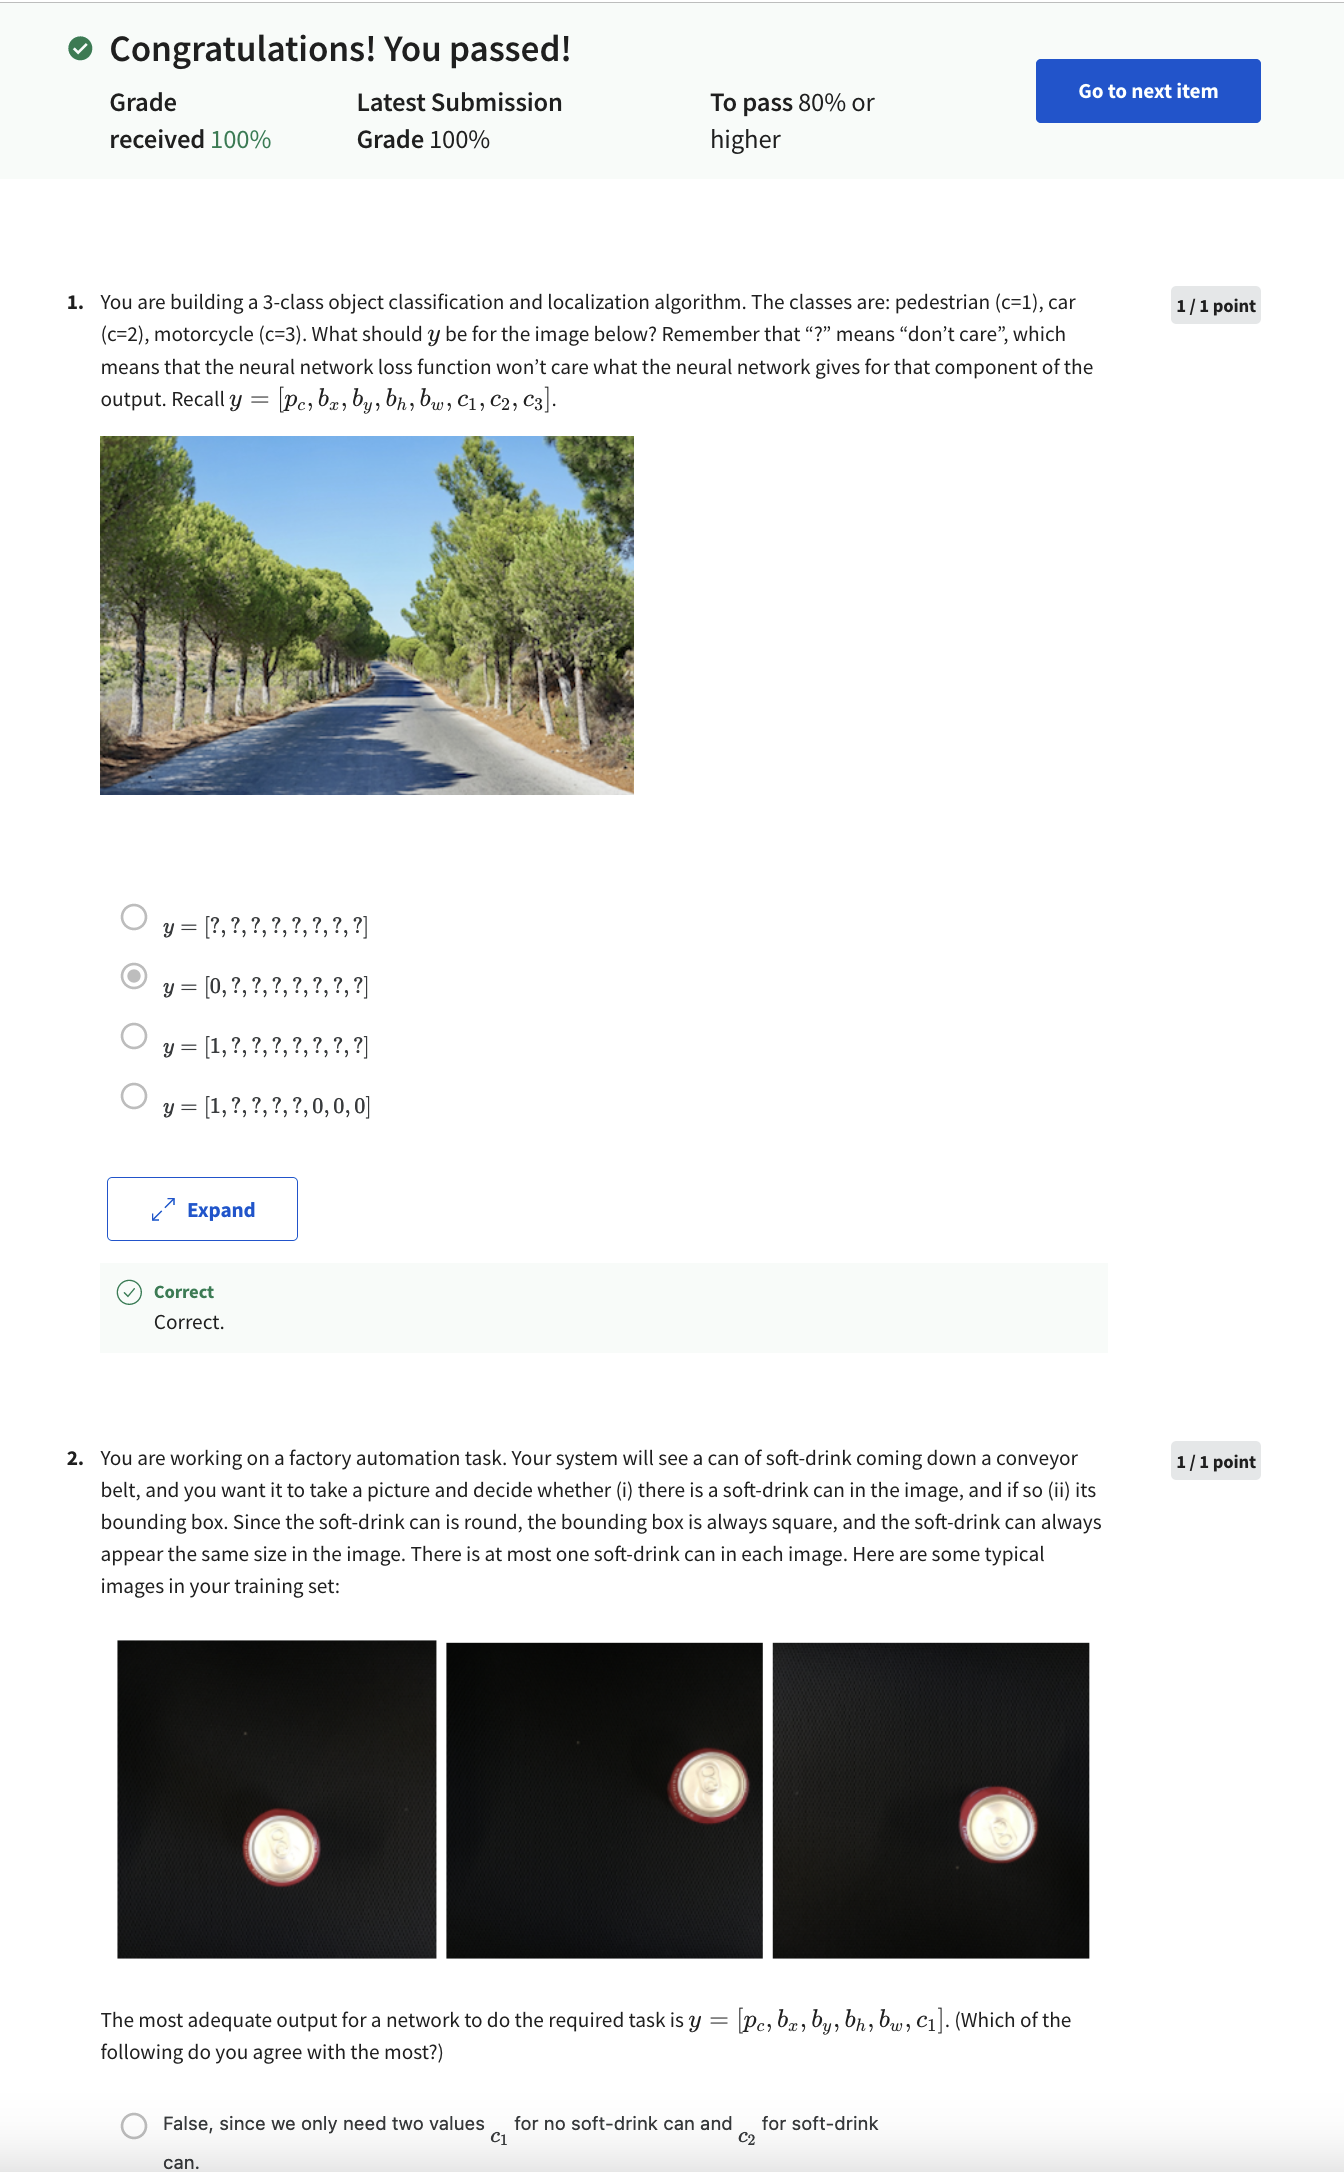 Congratulations! You passed!
Grade
received 100%
Latest Submission
Grade 100%
To pass 80% or
higher
Go to next item
1. You are building a 3-class object classification and localization algorithm. The classes are: pedestrian (c=1), car
(c=2), motorcycle (c=3). What should y be for the image below? Remember that “?” means “don’t care”, which
means that the neural network loss function won’t care what the neural network gives for that component of the
output. Recall y = [p_c, b_x, b_y, b_h, b_w, c_1, c_2, c_3].
1 / 1 point
y = [?, ?, ?, ?, ?, ?, ?, ?]
y = [0, ?, ?, ?, ?, ?, ?, ?]
y = [1, ?, ?, ?, ?, ?, ?, ?]
y = [1, ?, ?, ?, ?, 0, 0, 0]
Expand
Correct
Correct.
2. You are working on a factory automation task. Your system will see a can of soft-drink coming down a conveyor
belt, and you want it to take a picture and decide whether (i) there is a soft-drink can in the image, and if so (ii) its
bounding box. Since the soft-drink can is round, the bounding box is always square, and the soft-drink can always
appear the same size in the image. There is at most one soft-drink can in each image. Here are some typical
images in your training set:
1 / 1 point
The most adequate output for a network to do the required task is y = [p_c, b_x, b_y, b_h, b_w, c_1]. (Which of the
following do you agree with the most?)
False, since we only need two values c_1 for no soft-drink can and c_2 for soft-drink
can.